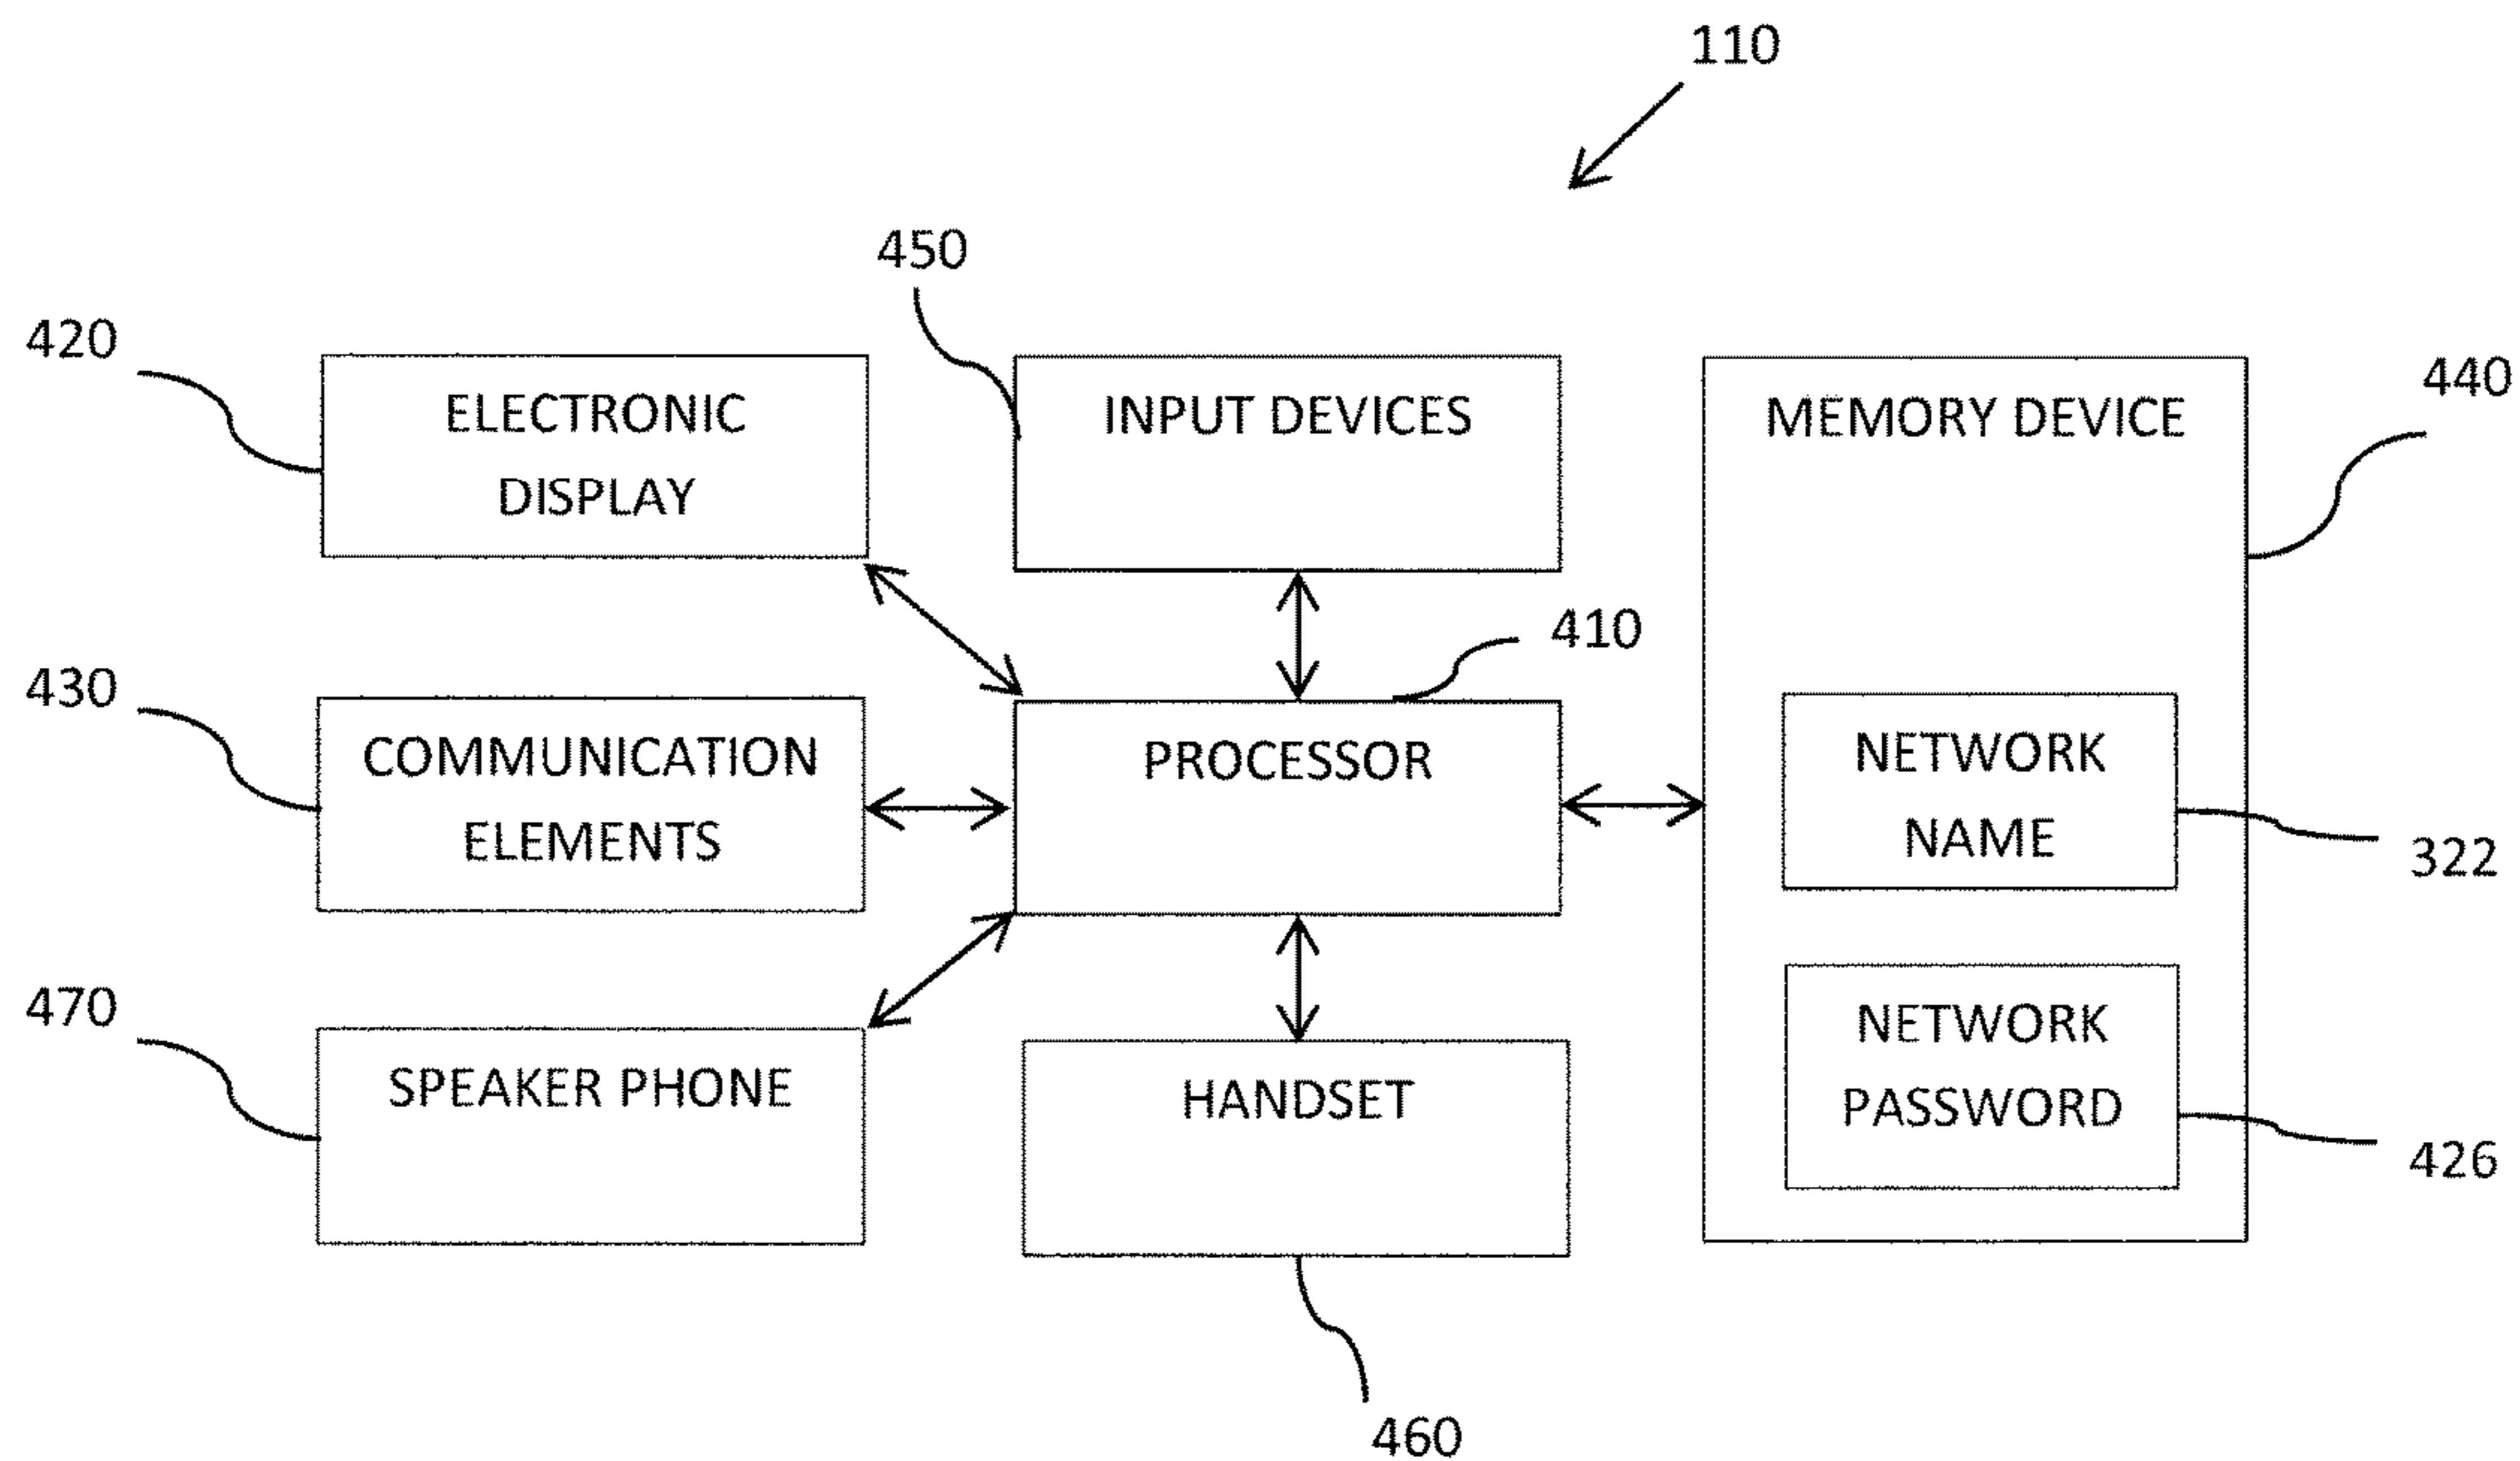 110
450
420
ELECTRONIC
DISPLAY
INPUT DEVICES
MEMORY DEVICE
440
410
430
COMMUNICATION
ELEMENTS
PROCESSOR
NETWORK
NAME
322
470
SPEAKER PHONE
HANDSET
NETWORK
PASSWORD
426
460